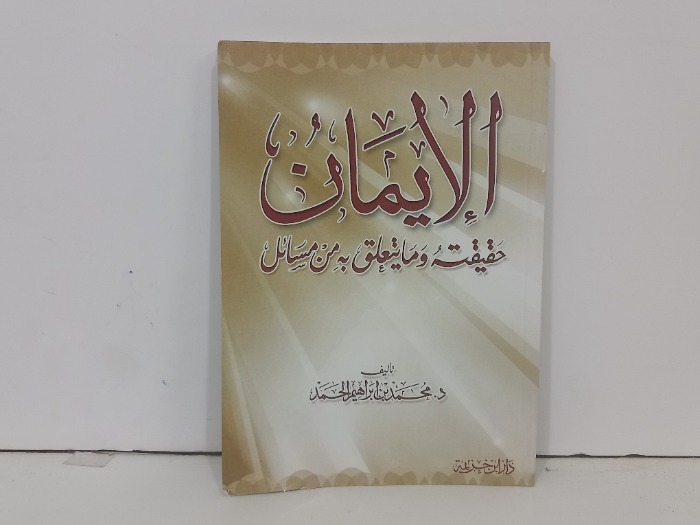 الإيمانُ
حقيقتهُ وما يتعلق به من مسائل
تأليف
د. محمد بن إبراهيم الحمد
دار ابن خزيمة